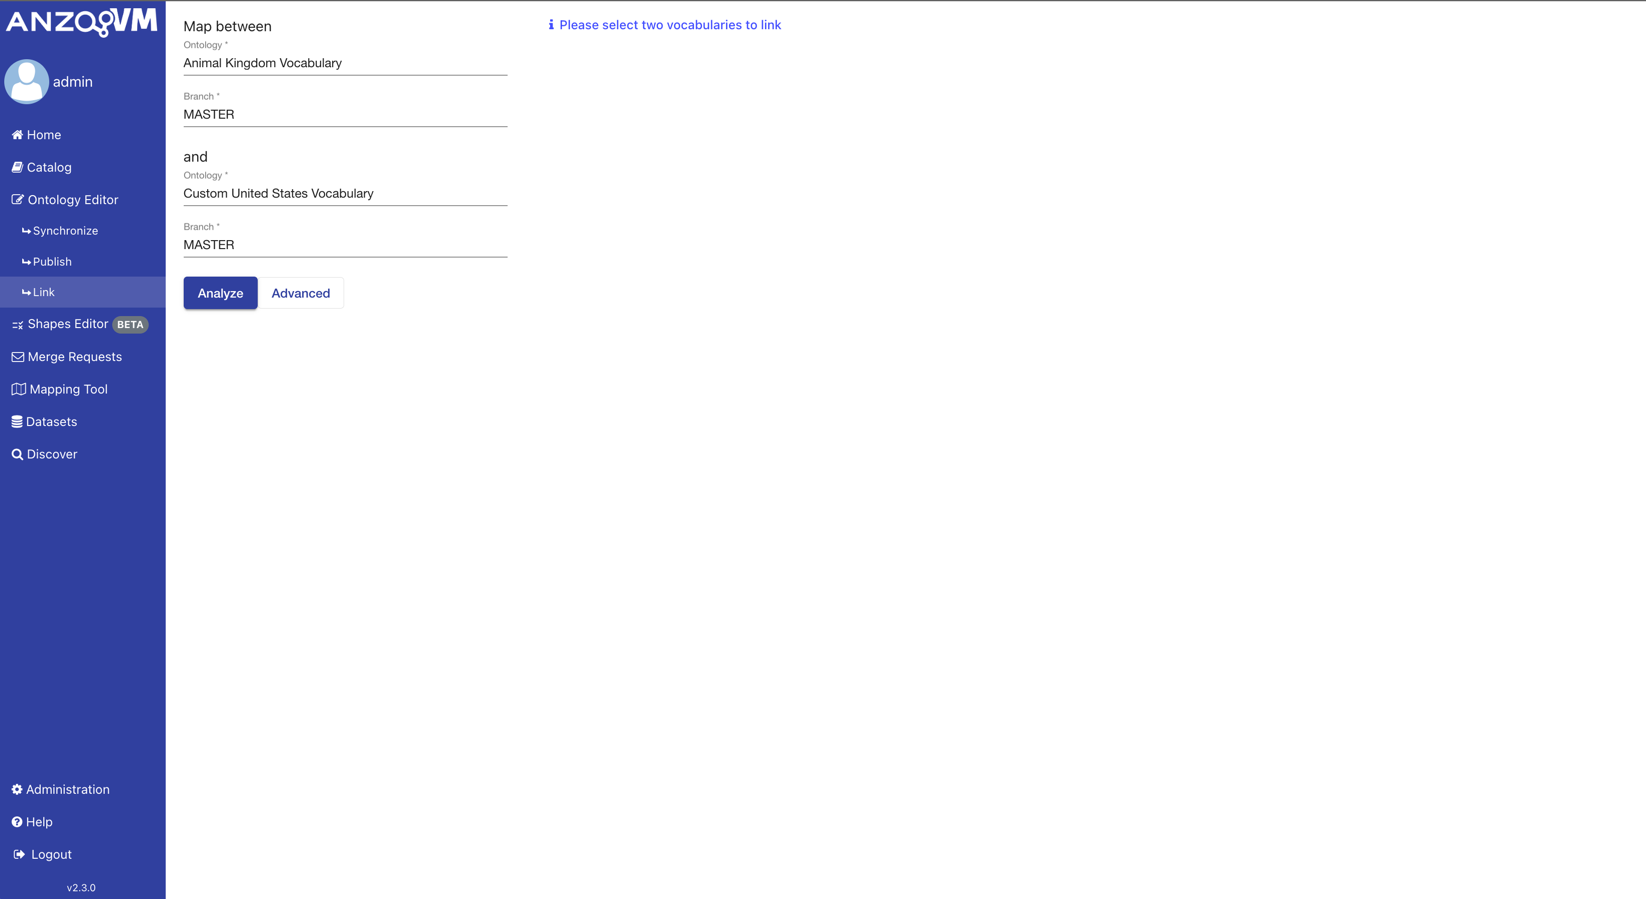 ANZOVM
admin
Home
Catalog
Ontology Editor
Synchronize
Publish
Link
Shapes Editor BETA
Merge Requests
Mapping Tool
Datasets
Discover
Administration
Help
Logout
v2.3.0
Map between
Ontology *
Animal Kingdom Vocabulary
Branch *
MASTER
and
Ontology *
Custom United States Vocabulary
Branch *
MASTER
Analyze Advanced
Please select two vocabularies to link